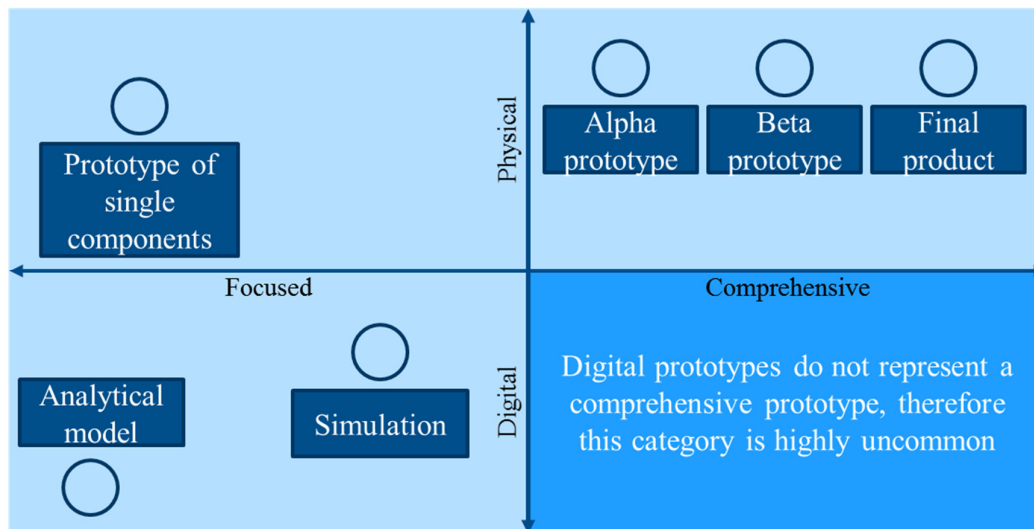 Prototype of
single
components
Physical
Alpha
prototype
Beta
prototype
Final
product
Focused
Comprehensive
Analytical
model
Simulation
Digital
Digital prototypes do not represent a
comprehensive prototype, therefore
this category is highly uncommon